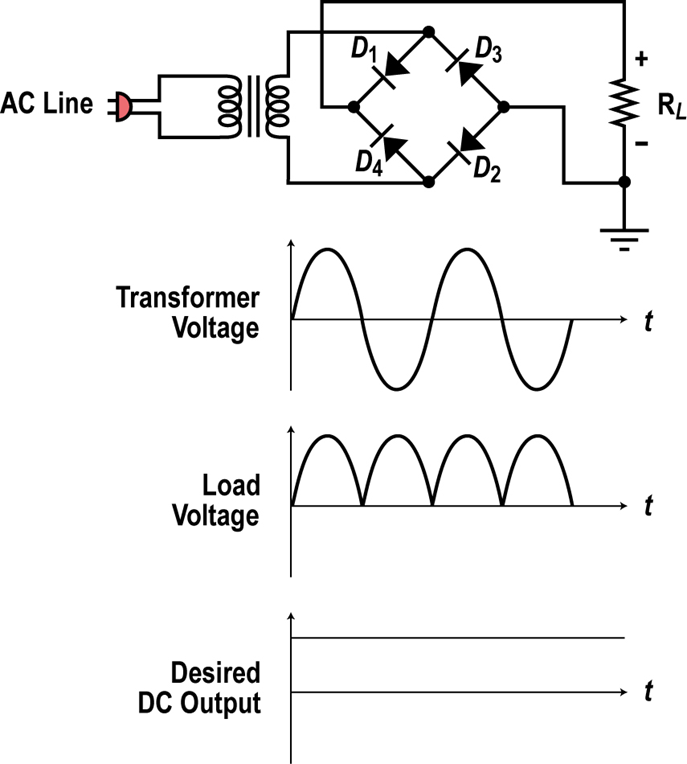 D1
D3
+
AC Line
RL
D4
D2
–
Transformer
Voltage
t
Load
Voltage
t
Desired
DC Output
t